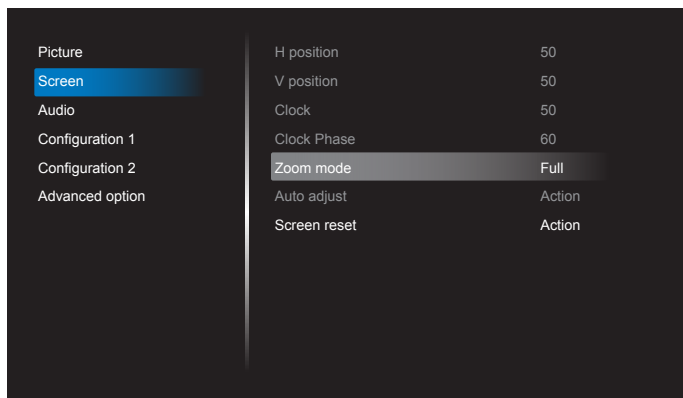 Picture
Screen
Audio
Configuration 1
Configuration 2
Advanced option
H position 50
V position 50
Clock 50
Clock Phase 60
Zoom mode Full
Auto adjust Action
Screen reset Action